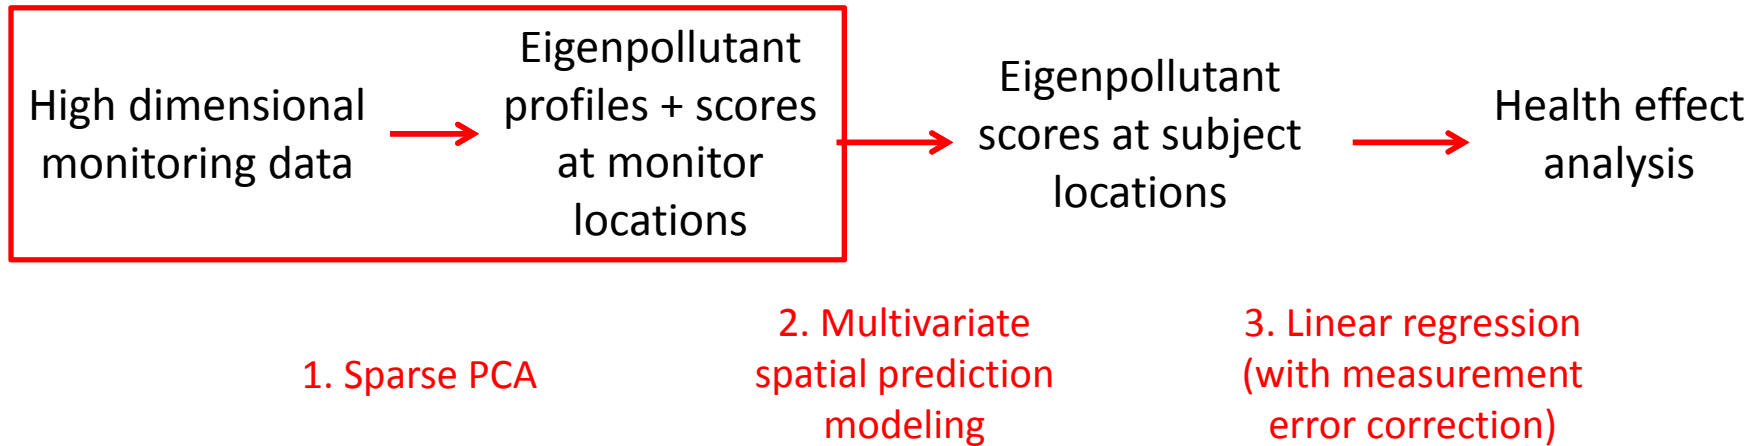 High dimensional
monitoring data
Eigenpollutant
profiles + scores
at monitor
locations
Eigenpollutant
scores at subject
locations
Health effect
analysis
1. Sparse PCA
2. Multivariate
spatial prediction
modeling
3. Linear regression
(with measurement
error correction)